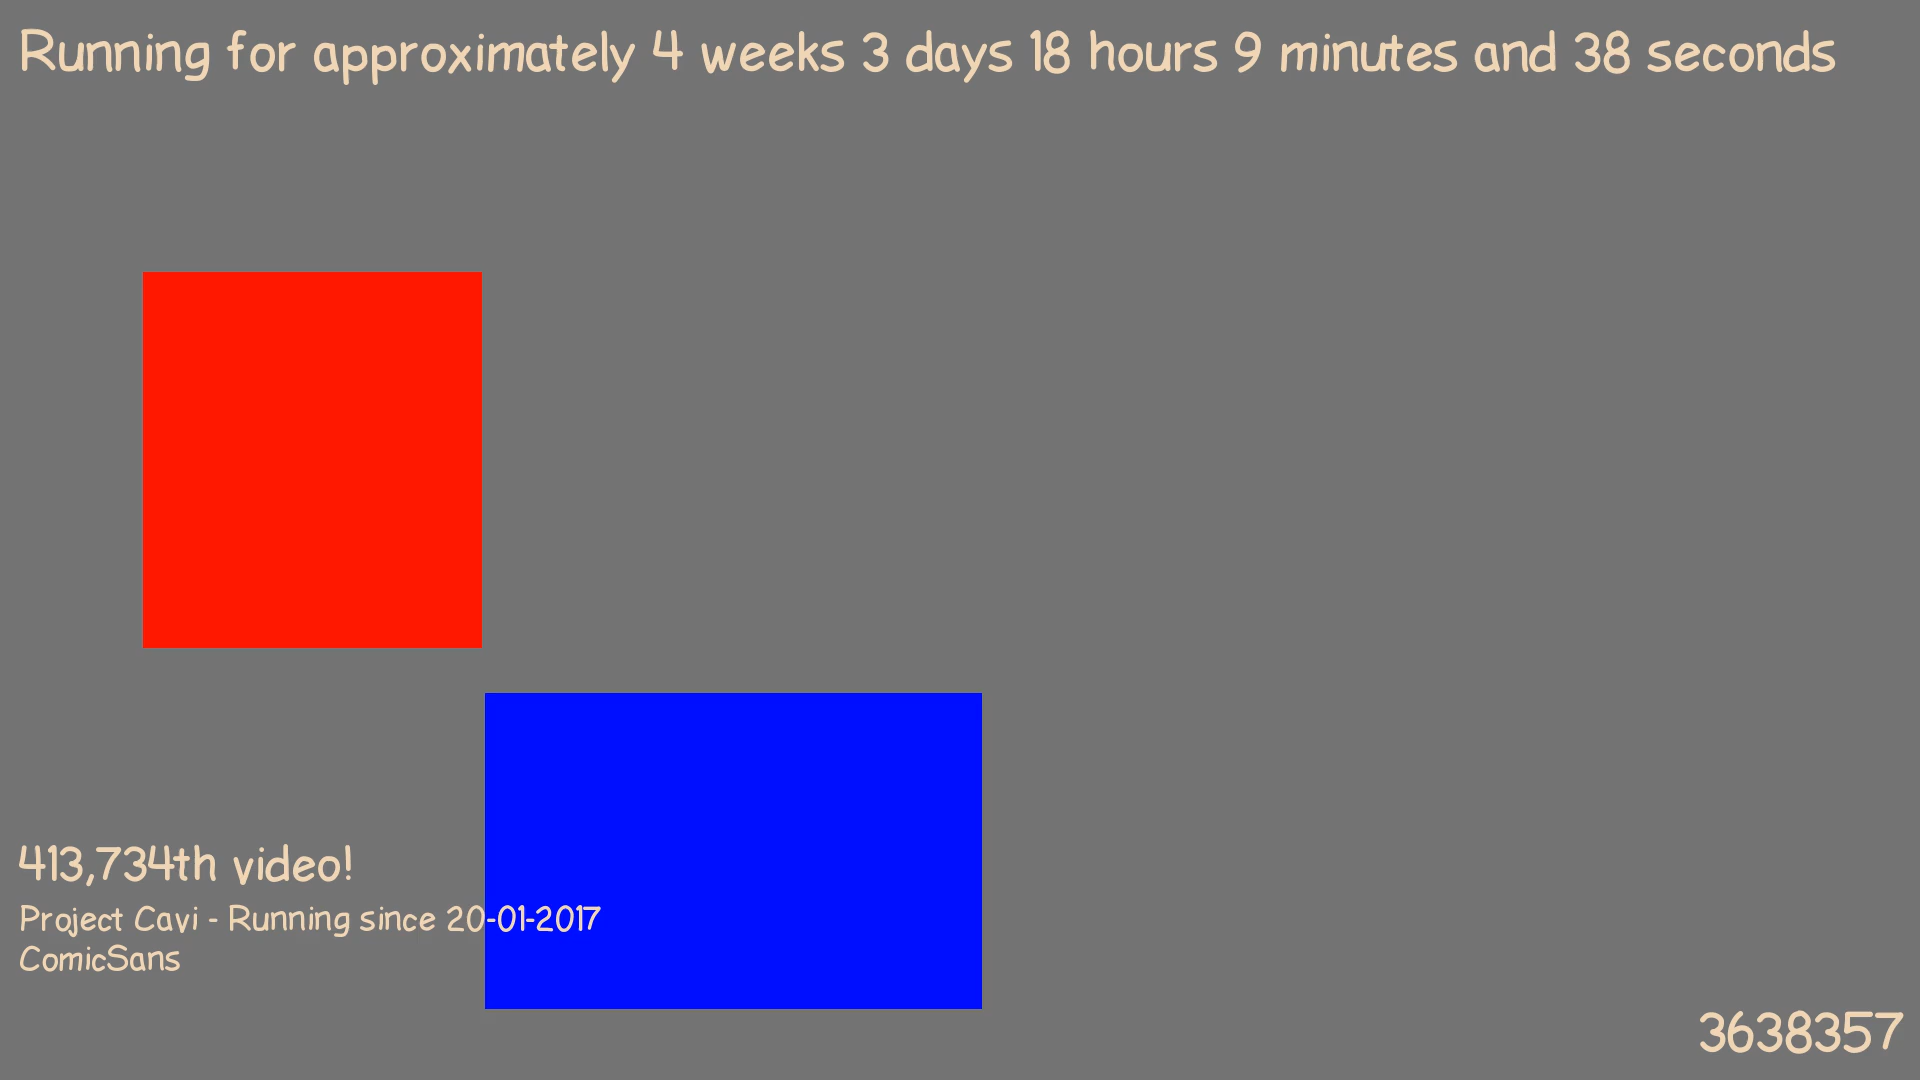 Running for approximately 4 weeks 3 days 18 hours 9 minutes and 38 seconds
413,734th video!
Project Cavi - Running since 20-01-2017
ComicSans
3638357